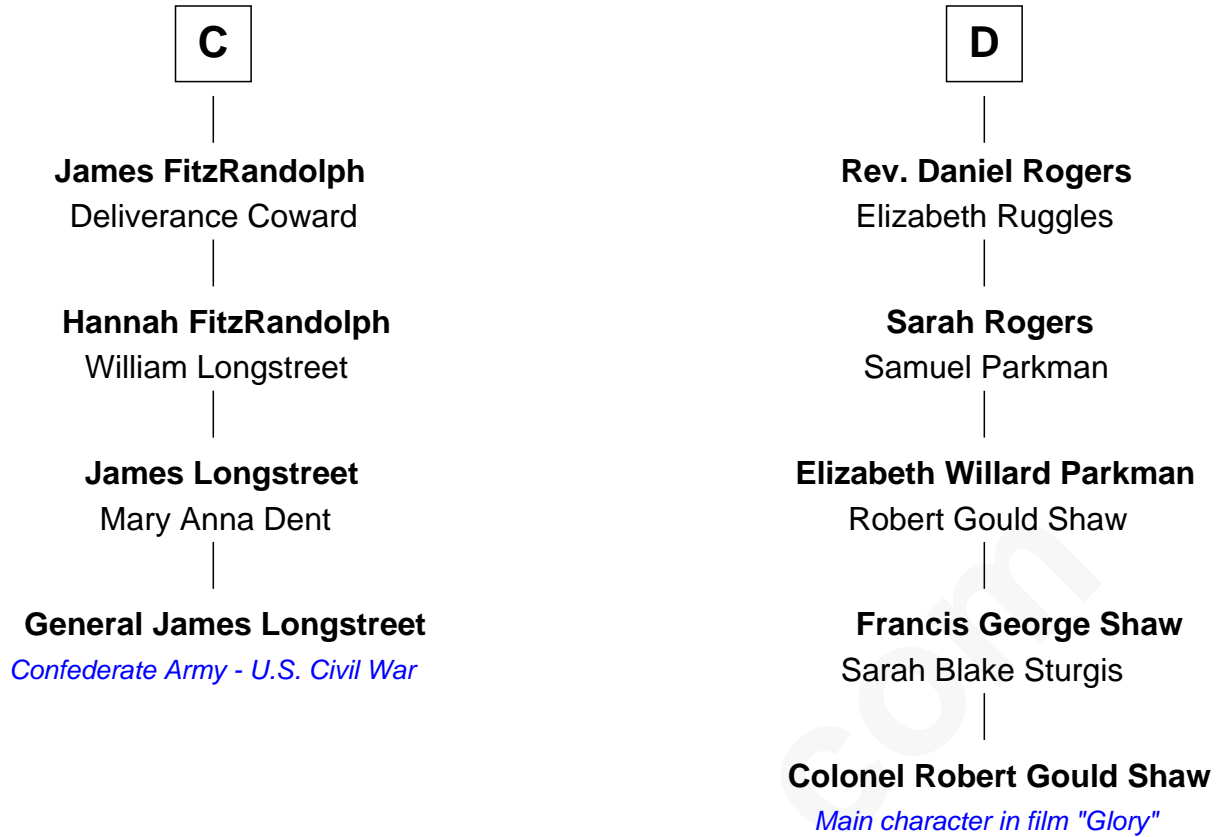 C
James FitzRandolph
Deliverance Coward
Hannah FitzRandolph
William Longstreet
James Longstreet
Mary Anna Dent
General James Longstreet
Confederate Army - U.S. Civil War
D
Rev. Daniel Rogers
Elizabeth Ruggles
Sarah Rogers
Samuel Parkman
Elizabeth Willard Parkman
Robert Gould Shaw
Francis George Shaw
Sarah Blake Sturgis
Colonel Robert Gould Shaw
Main character in film "Glory"
com